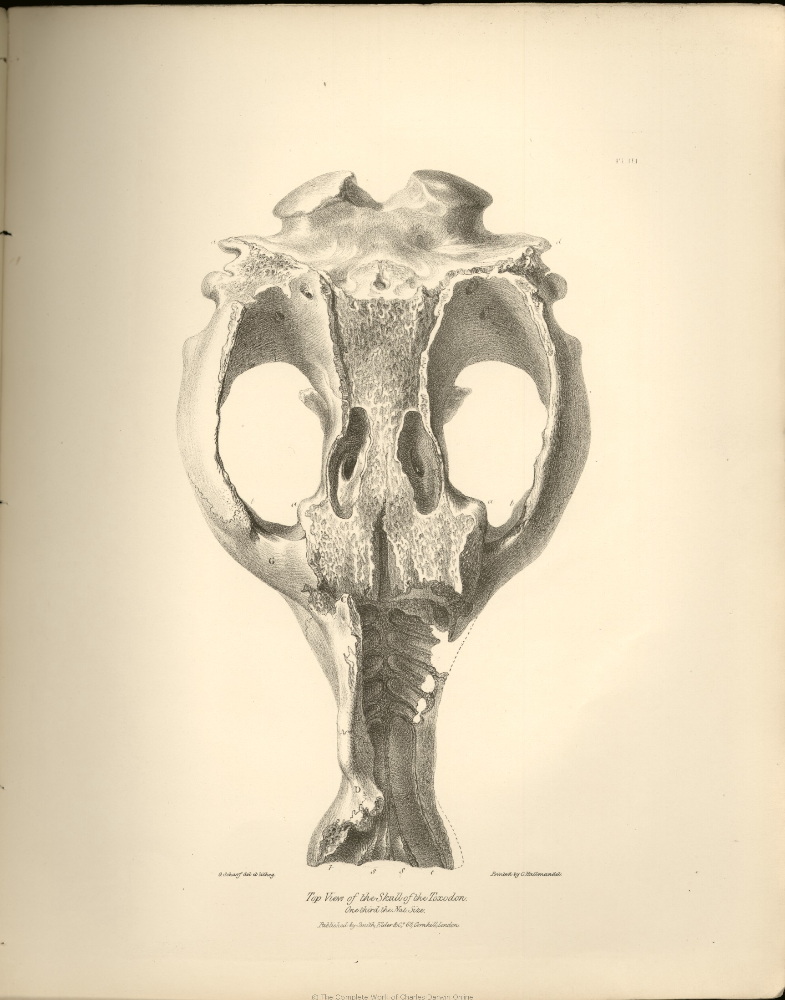 Pl. III.
d
d
t
a
a
b
G
C
D
t
s
s
t
G. Scharf del et lithog.
Printed by C. Hullmandel.
Top View of the Skull of the Toxodon.
One third the Nat. Size.
Published by Smith, Elder & Co. 65, Cornhill, London.
© The Complete Work of Charles Darwin Online